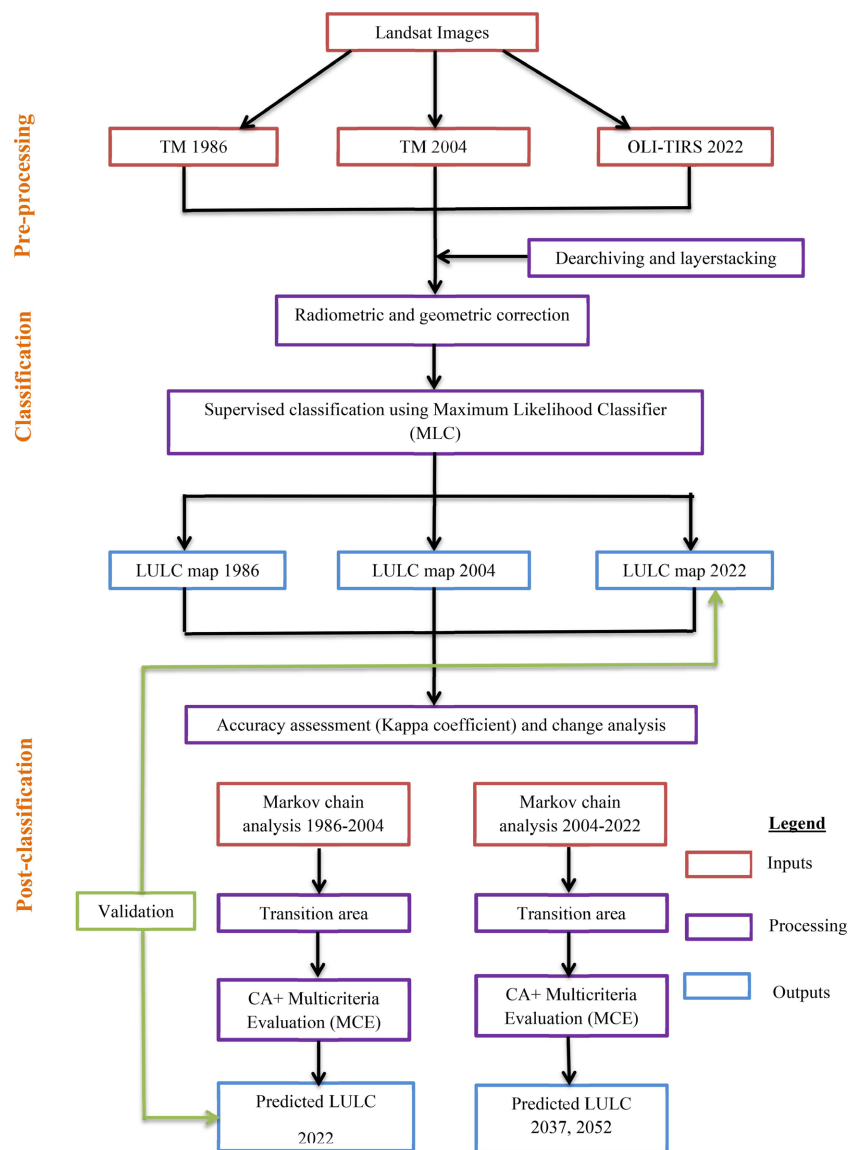 Landsat Images
Pre-processing
TM 1986
TM 2004
OLI-TIRS 2022
Dearchiving and layerstacking
Radiometric and geometric correction
Classification
Supervised classification using Maximum Likelihood Classifier
(MLC)
LULC map 1986
LULC map 2004
LULC map 2022
Accuracy assessment (Kappa coefficient) and change analysis
Post-classification
Markov chain
analysis 1986-2004
Markov chain
analysis 2004-2022
Legend
Inputs
Validation
Transition area
Transition area
Processing
CA+ Multicriteria
Evaluation (MCE)
CA+ Multicriteria
Evaluation (MCE)
Outputs
Predicted LULC
2022
Predicted LULC
2037, 2052